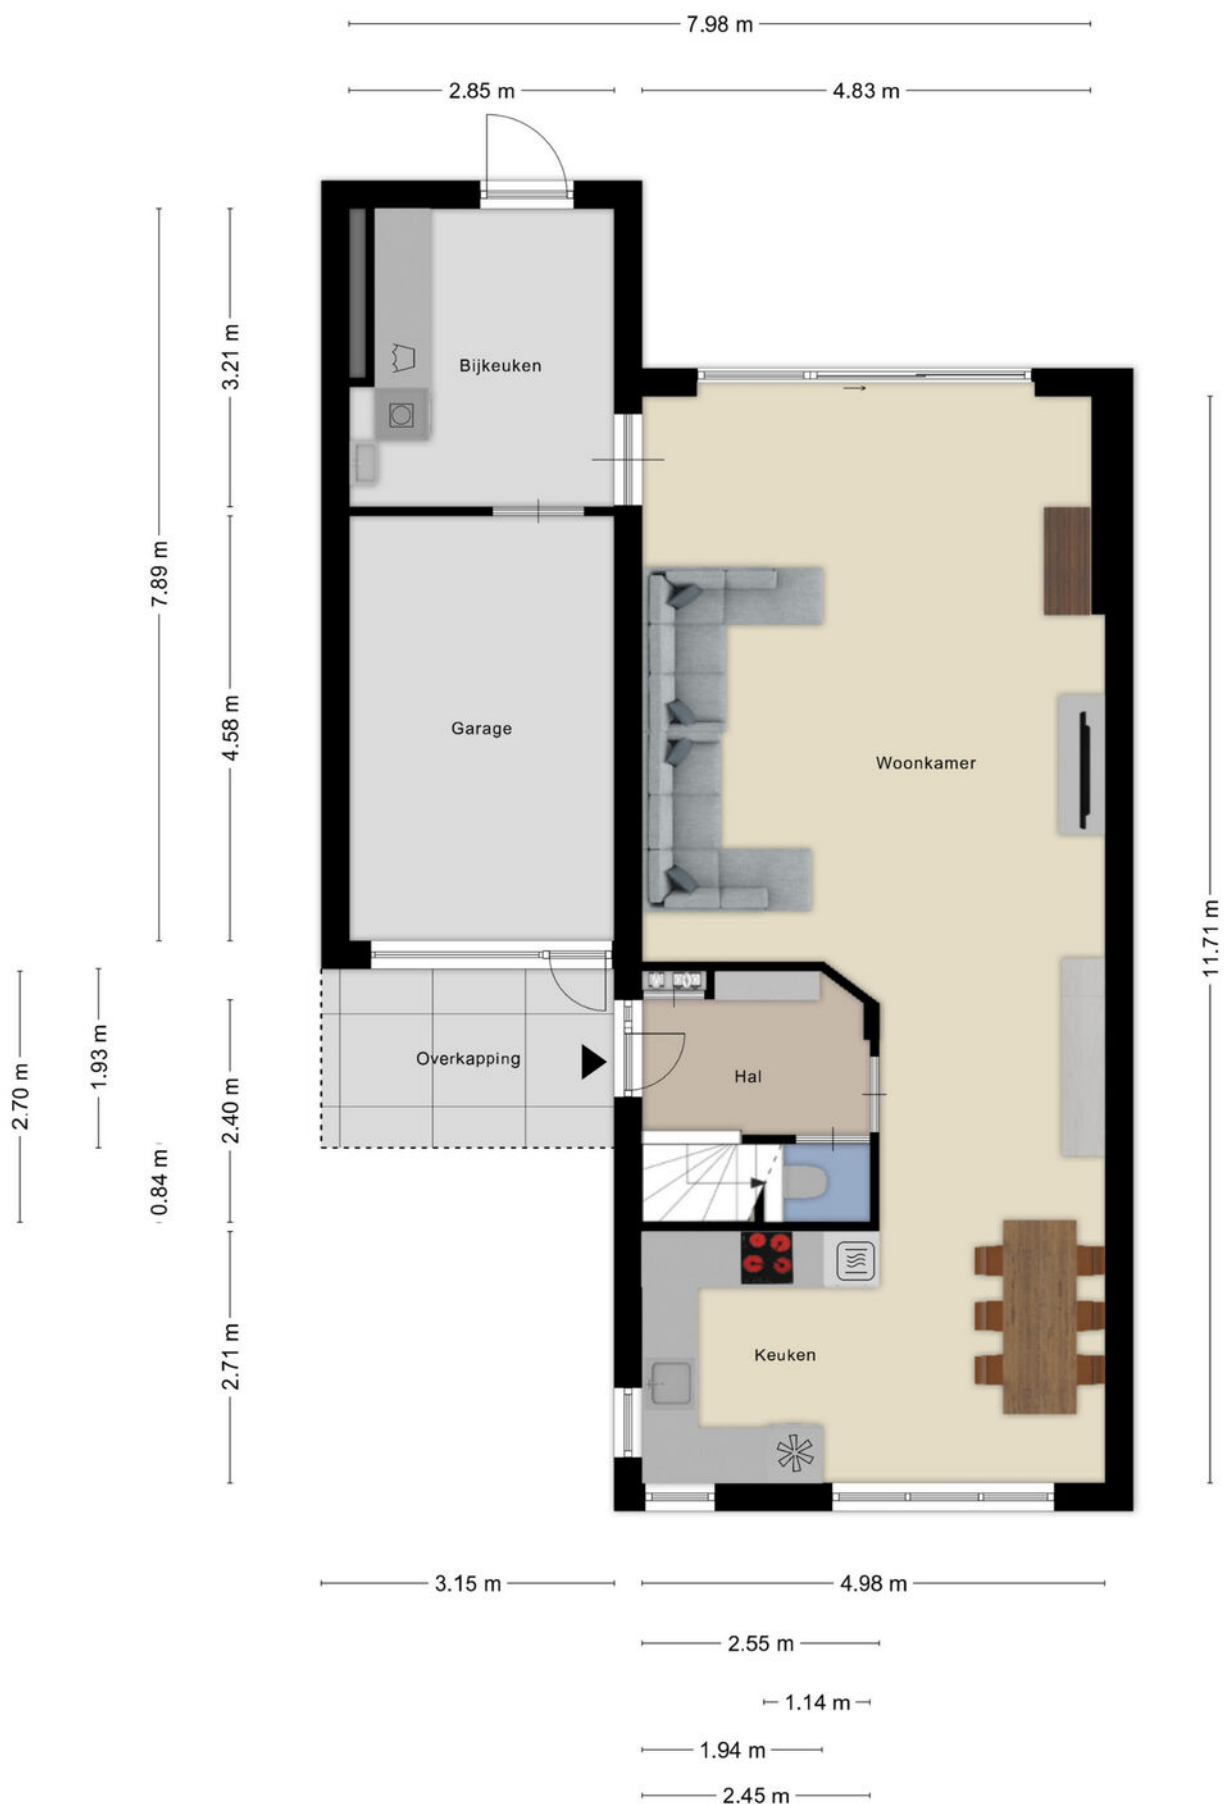 7.98 m
2.85 m
4.83 m
3.21 m
Bijkeuken
7.89 m
4.58 m
Garage
Woonkamer
11.71 m
2.70 m
1.93 m
2.40 m
Overkapping
Hal
0.84 m
2.71 m
Keuken
3.15 m
4.98 m
2.55 m
1.14 m
1.94 m
2.45 m